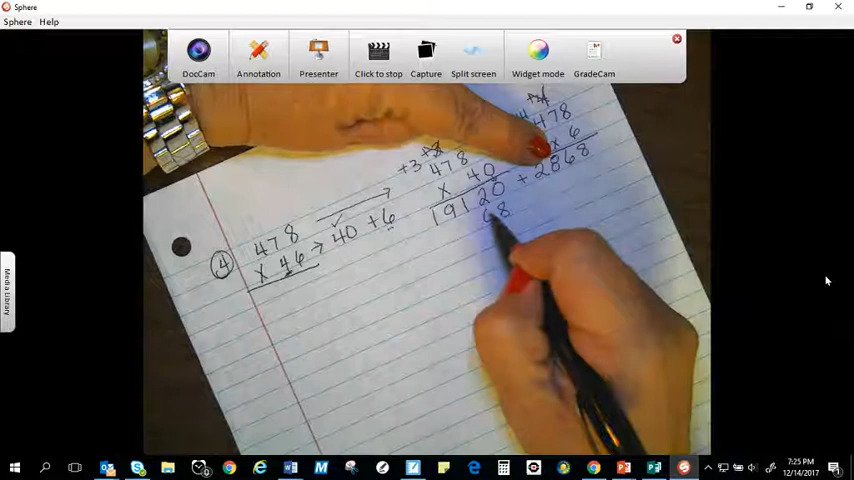 Sphere
Sphere Help
DocCam
Annotation
Presenter
Click to stop
Capture
Split screen
Widget mode
GradeCam
Media Library
4
478
x 46 → 40 + 6
+3
478
x 40
19120
68
478
x 6
+ 2868
7:25 PM
12/14/2017